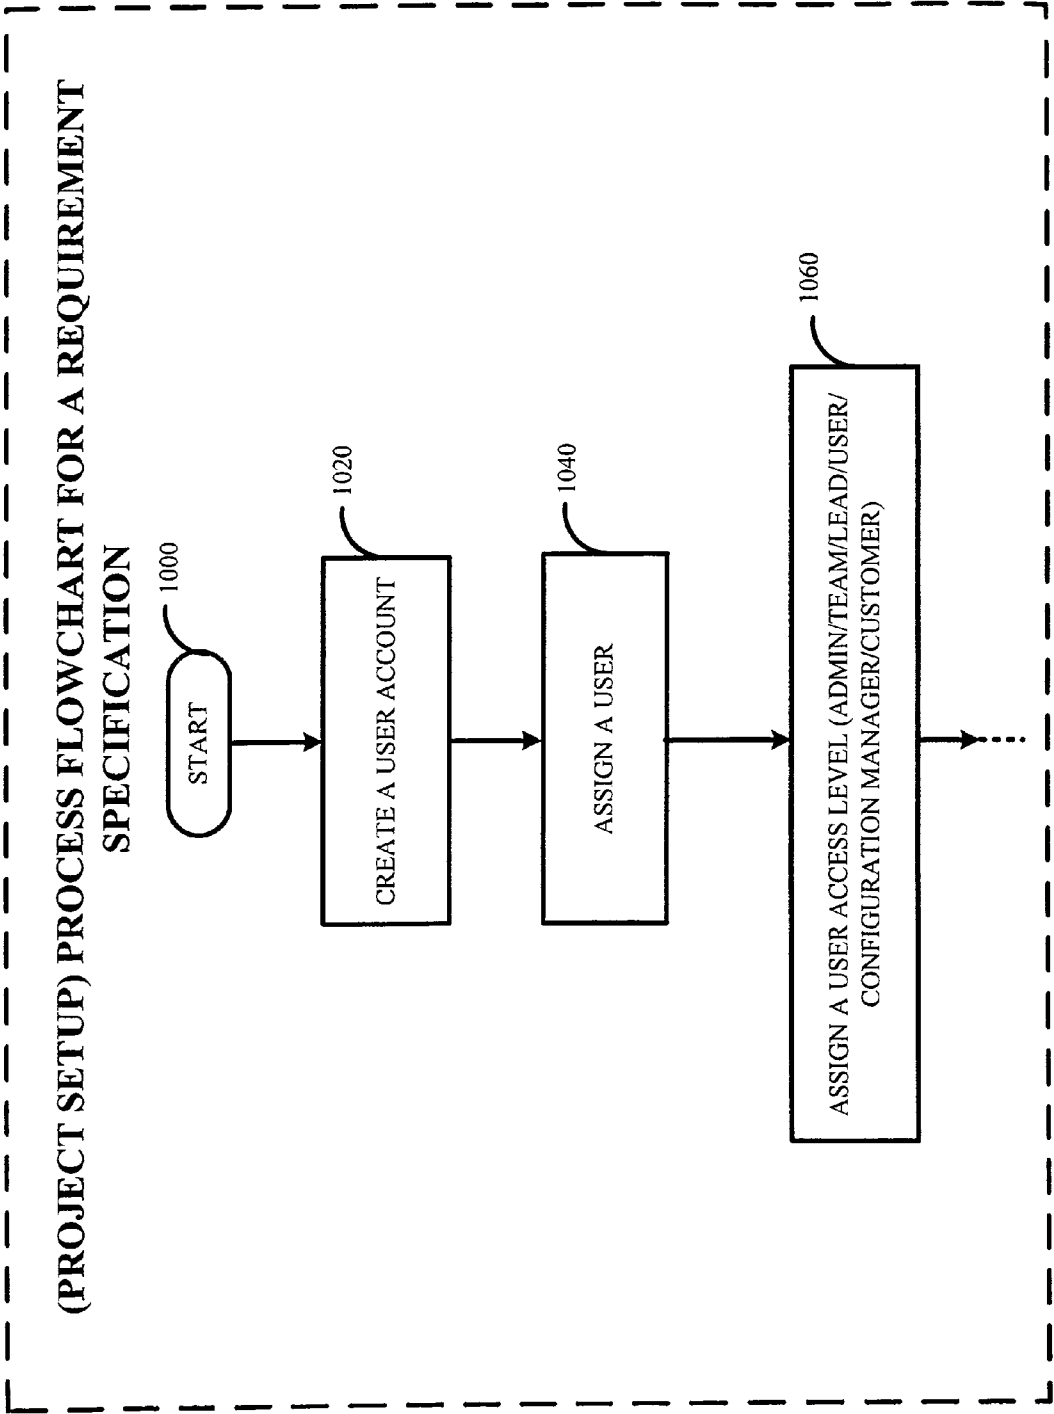 (PROJECT SETUP) PROCESS FLOWCHART FOR A REQUIREMENT
SPECIFICATION
1000
START
1020
CREATE A USER ACCOUNT
1040
ASSIGN A USER
1060
ASSIGN A USER ACCESS LEVEL (ADMIN/TEAM/LEAD/USER/
CONFIGURATION MANAGER/CUSTOMER)